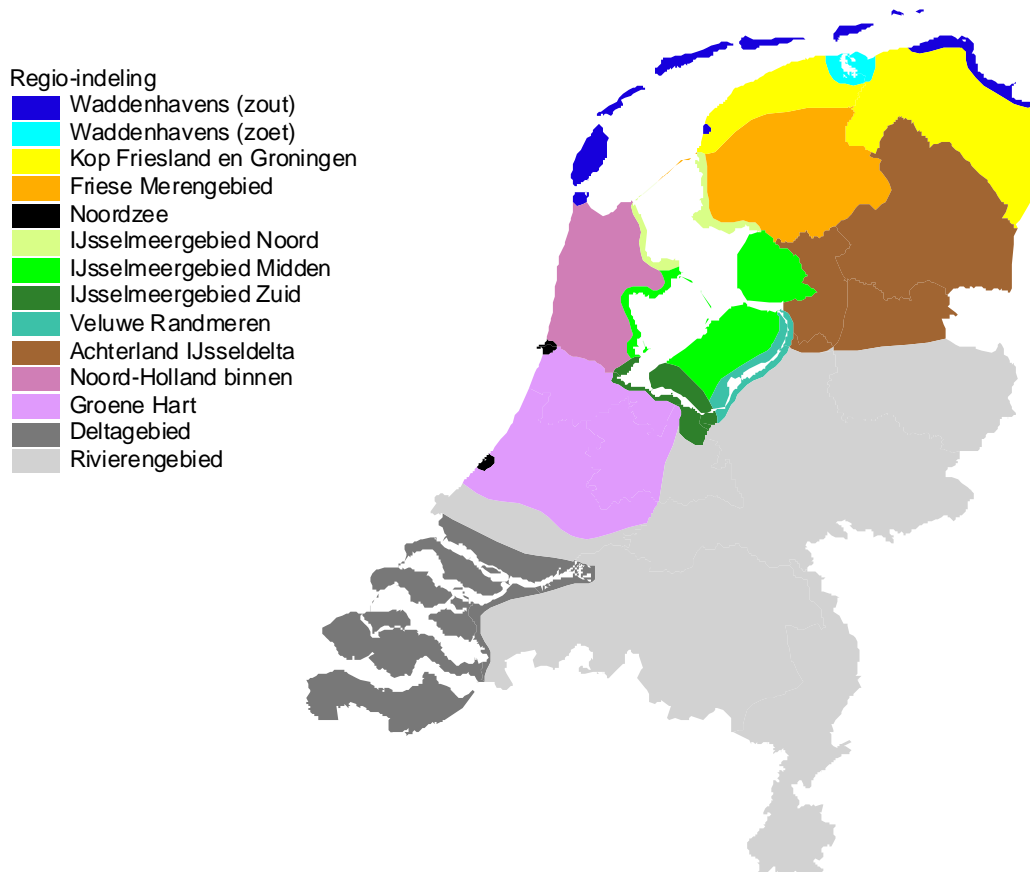 Regio-indeling
Waddenhavens (zout)
Waddenhavens (zoet)
Kop Friesland en Groningen
Friese Merengebied
Noordzee
IJsselmeergebied Noord
IJsselmeergebied Midden
IJsselmeergebied Zuid
Veluwe Randmeren
Achterland IJsseldelta
Noord-Holland binnen
Groene Hart
Deltagebied
Rivierengebied